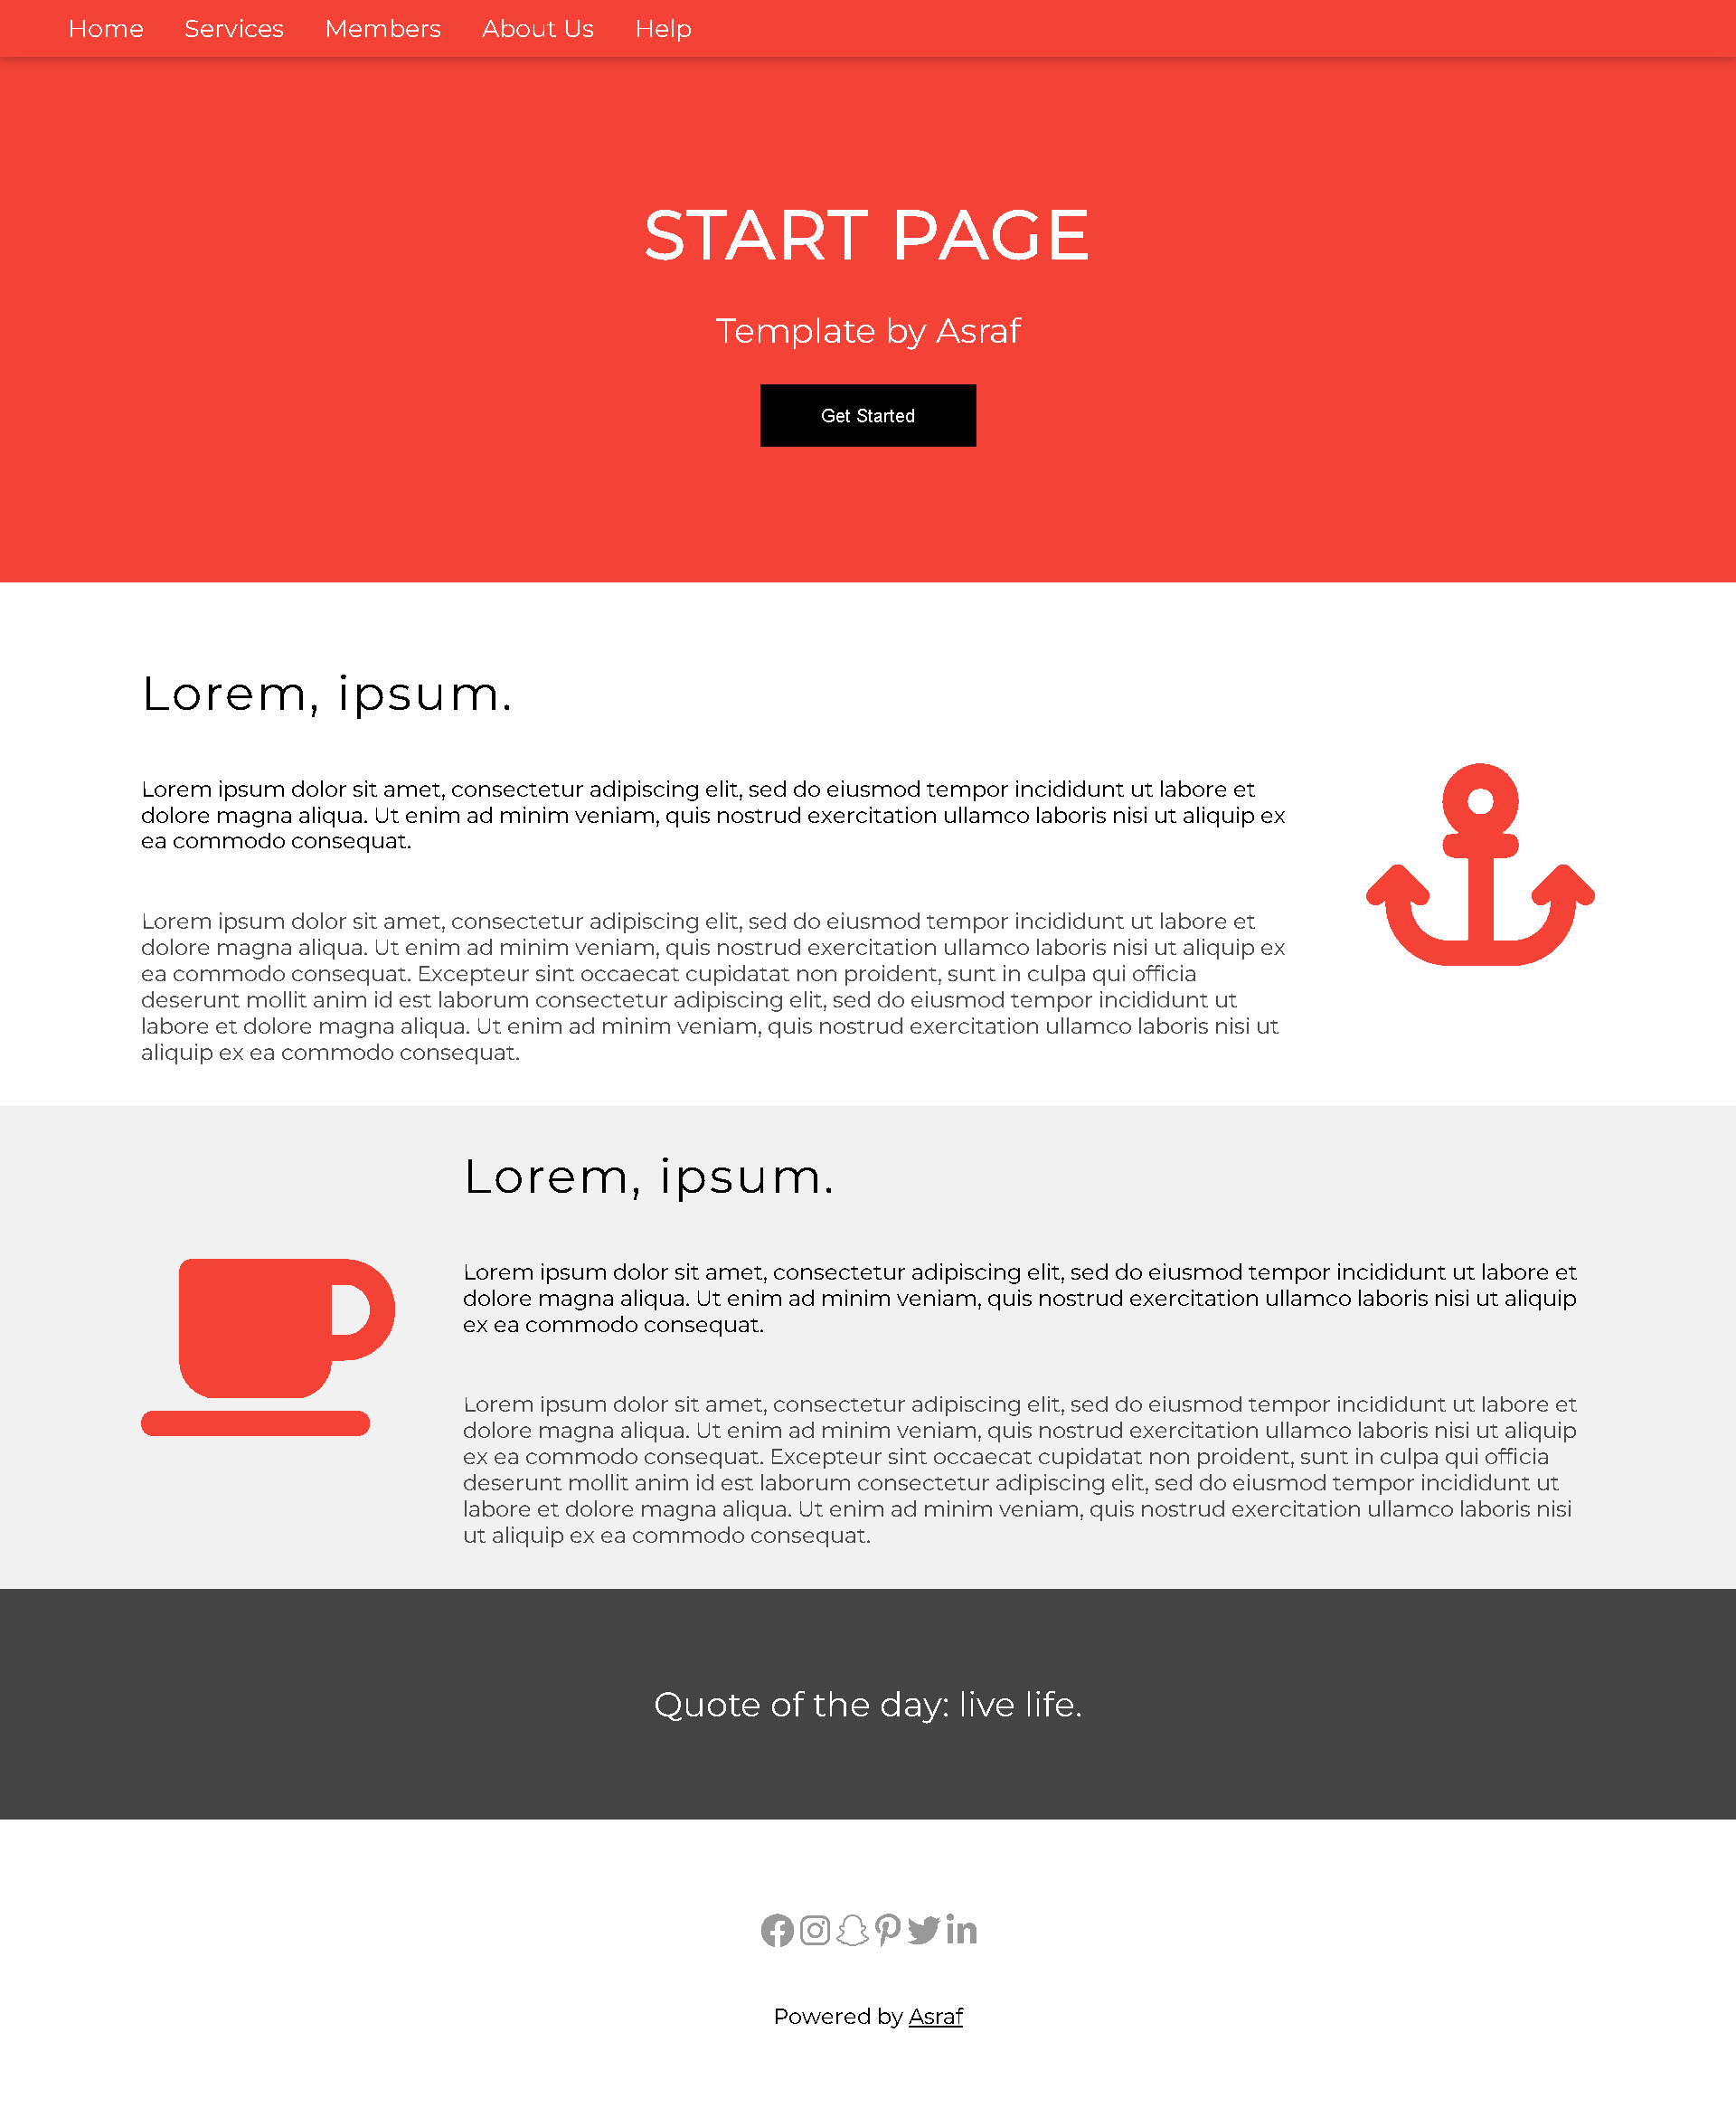 Home Services Members About Us Help
START PAGE
Template by Asraf
Get Started
Lorem, ipsum.
Lorem ipsum dolor sit amet, consectetur adipiscing elit, sed do eiusmod tempor incididunt ut labore et
dolore magna aliqua. Ut enim ad minim veniam, quis nostrud exercitation ullamco laboris nisi ut aliquip ex
ea commodo consequat.
Lorem ipsum dolor sit amet, consectetur adipiscing elit, sed do eiusmod tempor incididunt ut labore et
dolore magna aliqua. Ut enim ad minim veniam, quis nostrud exercitation ullamco laboris nisi ut aliquip ex
ea commodo consequat. Excepteur sint occaecat cupidatat non proident, sunt in culpa qui officia
deserunt mollit anim id est laborum consectetur adipiscing elit, sed do eiusmod tempor incididunt ut
labore et dolore magna aliqua. Ut enim ad minim veniam, quis nostrud exercitation ullamco laboris nisi ut
aliquip ex ea commodo consequat.
Lorem, ipsum.
Lorem ipsum dolor sit amet, consectetur adipiscing elit, sed do eiusmod tempor incididunt ut labore et
dolore magna aliqua. Ut enim ad minim veniam, quis nostrud exercitation ullamco laboris nisi ut aliquip
ex ea commodo consequat.
Lorem ipsum dolor sit amet, consectetur adipiscing elit, sed do eiusmod tempor incididunt ut labore et
dolore magna aliqua. Ut enim ad minim veniam, quis nostrud exercitation ullamco laboris nisi ut aliquip
ex ea commodo consequat. Excepteur sint occaecat cupidatat non proident, sunt in culpa qui officia
deserunt mollit anim id est laborum consectetur adipiscing elit, sed do eiusmod tempor incididunt ut
labore et dolore magna aliqua. Ut enim ad minim veniam, quis nostrud exercitation ullamco laboris nisi
ut aliquip ex ea commodo consequat.
Quote of the day: live life.
Powered by Asraf